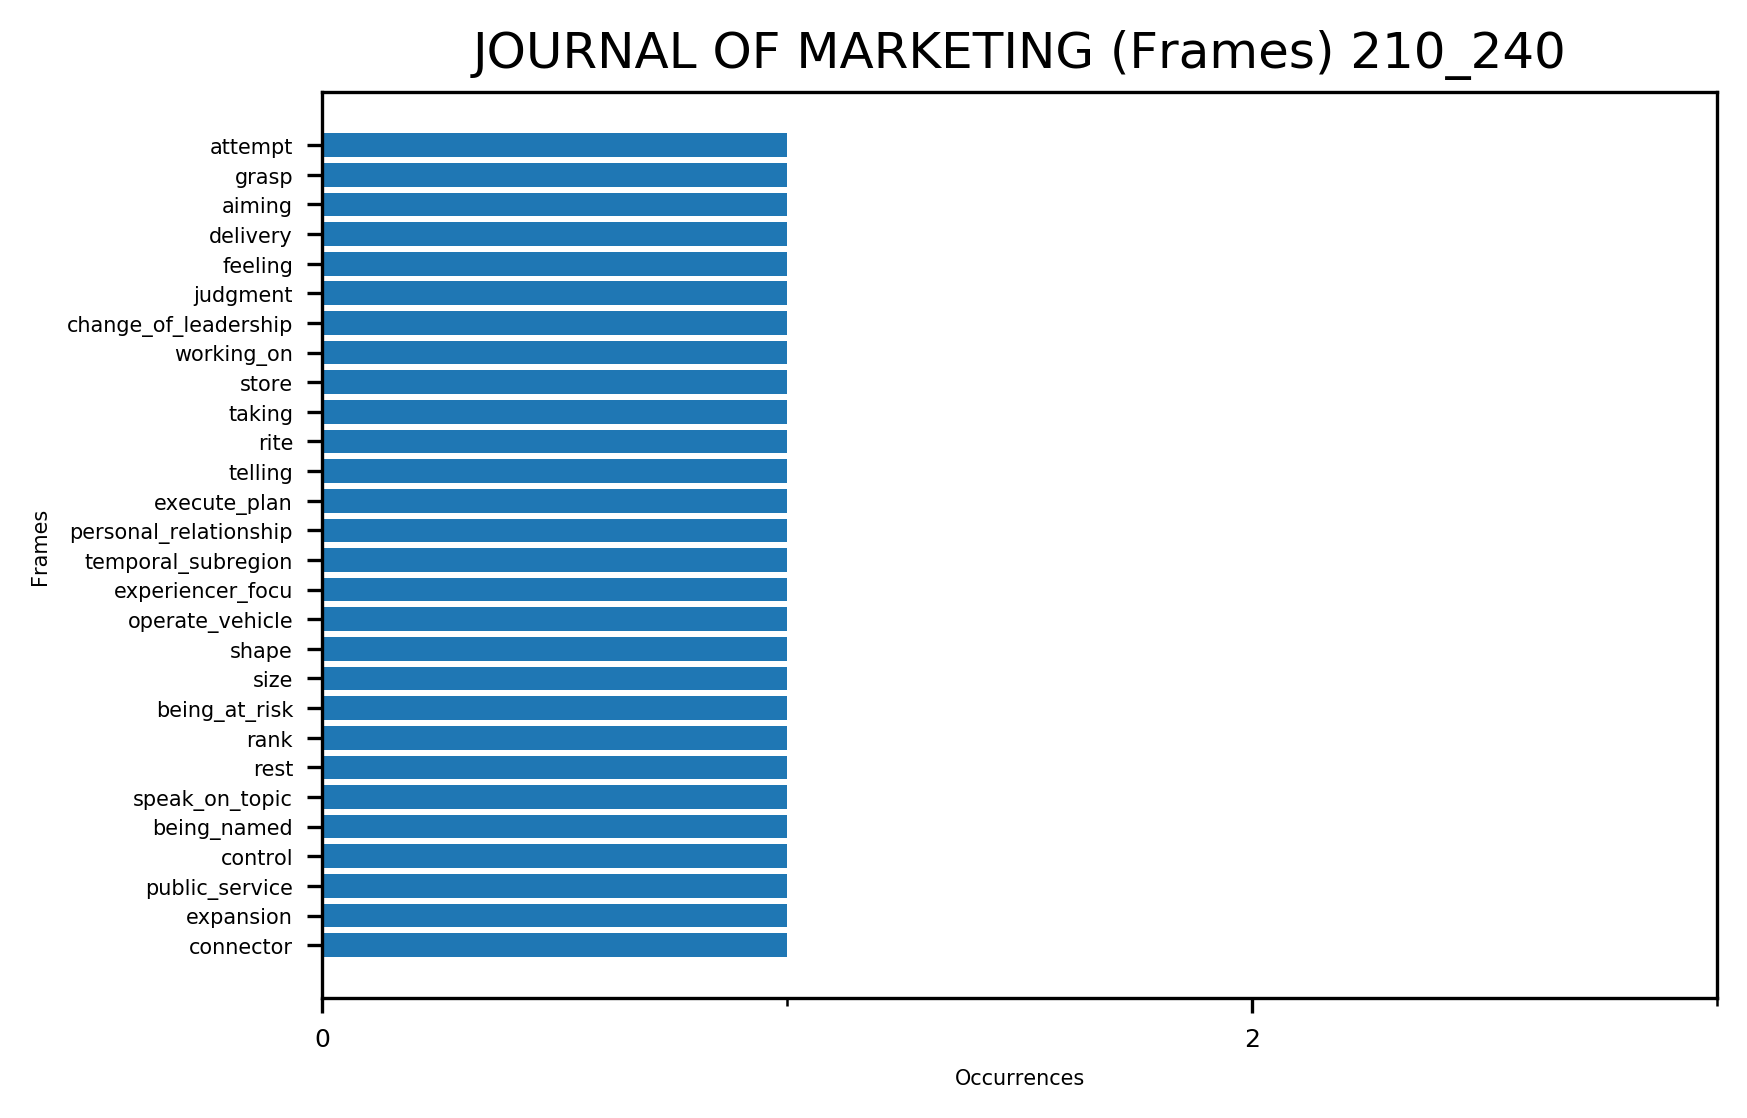 JOURNAL OF MARKETING (Frames) 210_240
attempt
grasp
aiming
delivery
feeling
judgment
change_of_leadership
working_on
store
taking
rite
telling
execute_plan
personal_relationship
temporal_subregion
experiencer_focu
operate_vehicle
shape
size
being_at_risk
rank
rest
speak_on_topic
being_named
control
public_service
expansion
connector
Frames
0 2
Occurrences